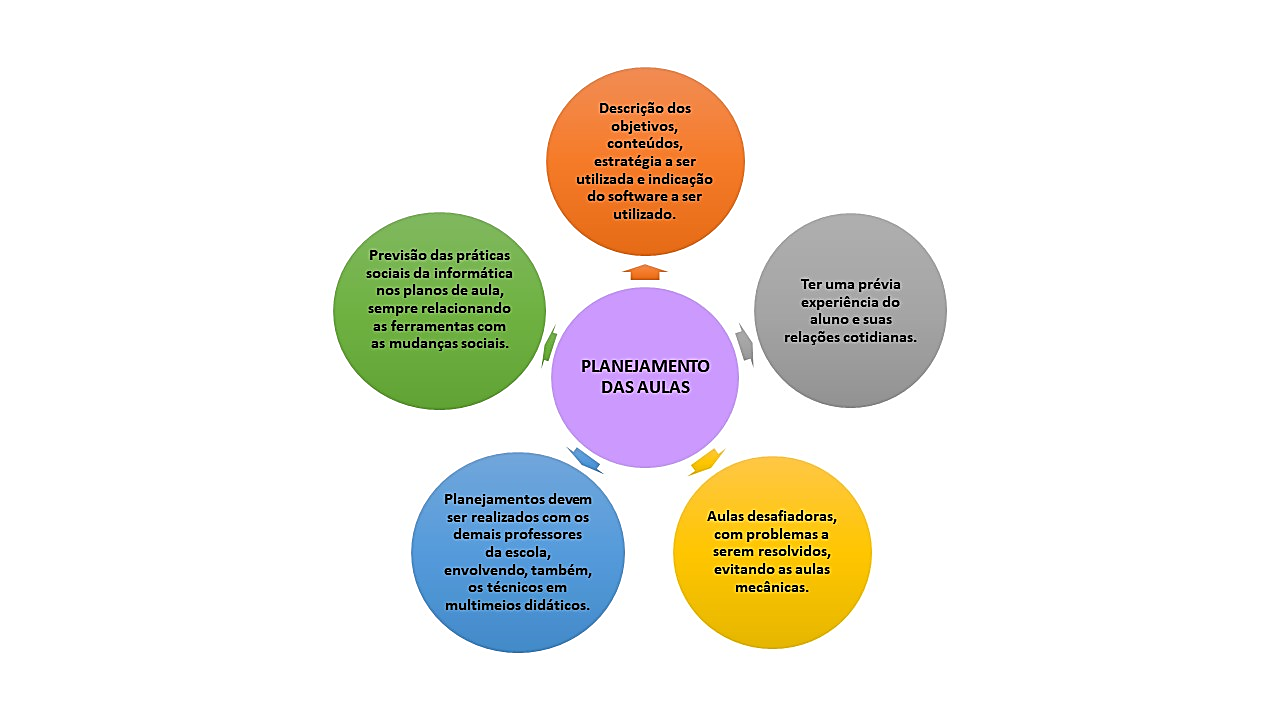 Descrição dos
objetivos,
conteúdos,
estratégia a ser
utilizada e indicação
do software a ser
utilizado.
Previsão das práticas
sociais da informática
nos planos de aula,
sempre relacionando
as ferramentas com
as mudanças sociais.
Ter uma prévia
experiência do
aluno e suas
relações cotidianas.
PLANEJAMENTO
DAS AULAS
Planejamentos devem
ser realizados com os
demais professores
da escola,
envolvendo, também,
os técnicos em
multimeios didáticos.
Aulas desafiadoras,
com problemas a
serem resolvidos,
evitando as aulas
mecânicas.